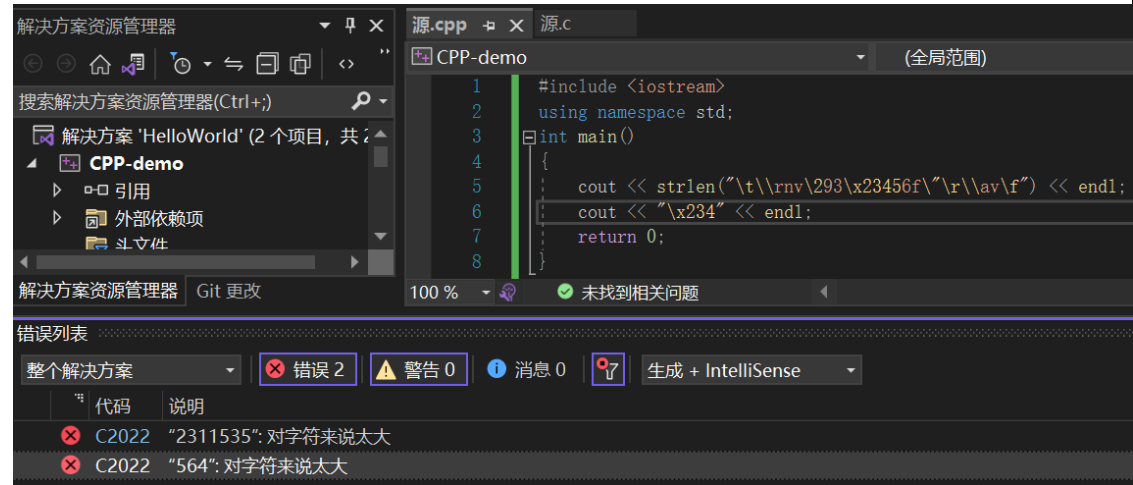 解决方案资源管理器
搜索解决方案资源管理器(Ctrl+;)
解决方案 'HelloWorld' (2 个项目，共
CPP-demo
引用
外部依赖项
头文件
解决方案资源管理器 Git 更改
源.cpp 源.c
CPP-demo (全局范围)
1 #include <iostream>
2 using namespace std;
3 int main()
4 {
5 cout << strlen("\t\\rnv\293\x23456f\"\r\\av\f") << endl;
6 cout << "\x234" << endl;
7 return 0;
8 }
100 % 未找到相关问题
错误列表
整个解决方案 错误 2 警告 0 消息 0 生成 + IntelliSense
代码 说明
C2022 “2311535”: 对字符来说太大
C2022 “564”: 对字符来说太大